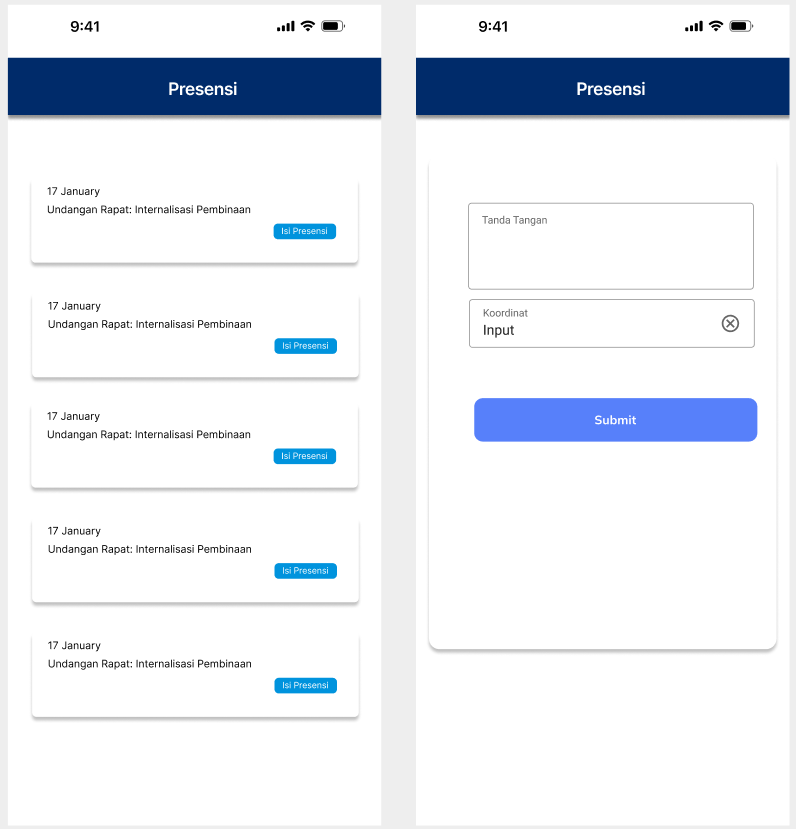 9:41
Presensi
17 January
Undangan Rapat: Internalisasi Pembinaan
Isi Presensi
17 January
Undangan Rapat: Internalisasi Pembinaan
Isi Presensi
17 January
Undangan Rapat: Internalisasi Pembinaan
Isi Presensi
17 January
Undangan Rapat: Internalisasi Pembinaan
Isi Presensi
17 January
Undangan Rapat: Internalisasi Pembinaan
Isi Presensi
9:41
Presensi
Tanda Tangan
Koordinat
Input
Submit